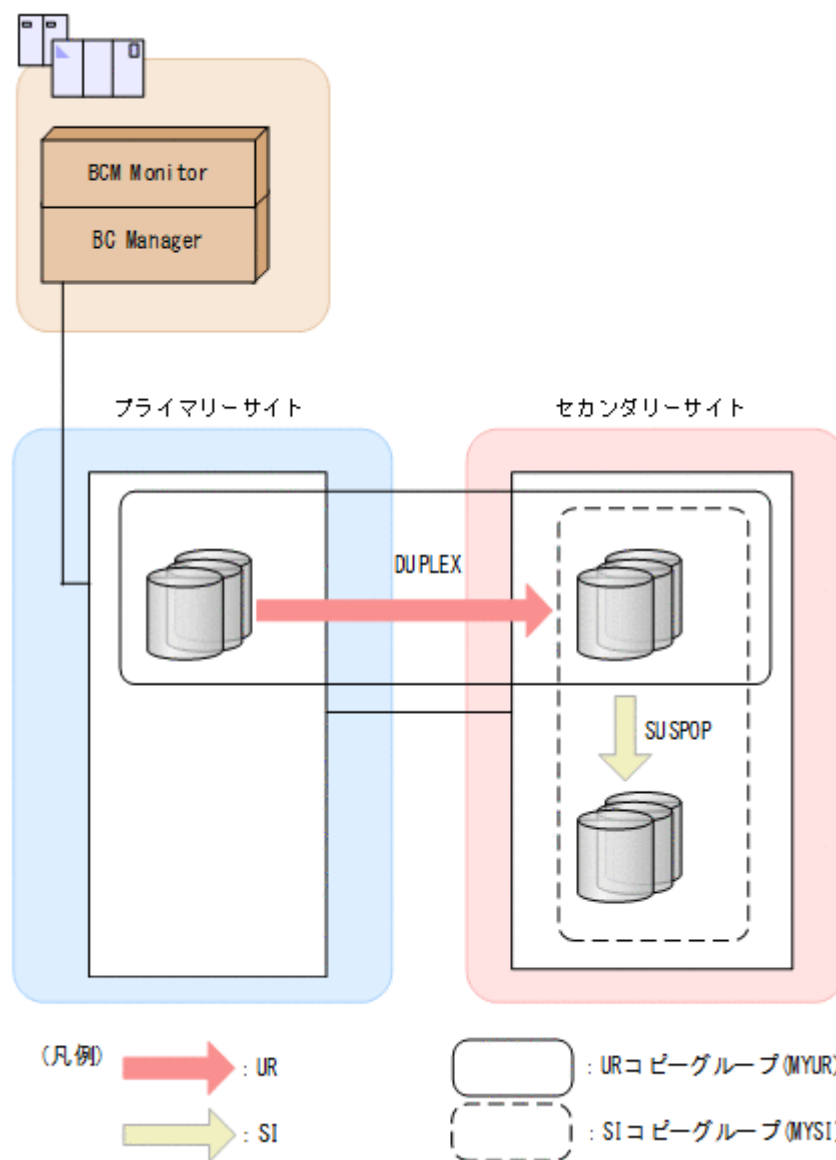 BCM Monitor
BC Manager
プライマリーサイト
セカンダリーサイト
DUPLEX
SUSPOP
(凡例)
: UR
: URコピーグループ(MYUR)
: SI
: SIコピーグループ(MYSI)